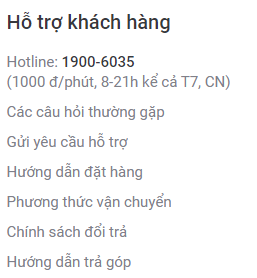 Hỗ trợ khách hàng
Hotline: 1900-6035
(1000 đ/phút, 8-21h kể cả T7, CN)
Các câu hỏi thường gặp
Gửi yêu cầu hỗ trợ
Hướng dẫn đặt hàng
Phương thức vận chuyển
Chính sách đổi trả
Hướng dẫn trả góp